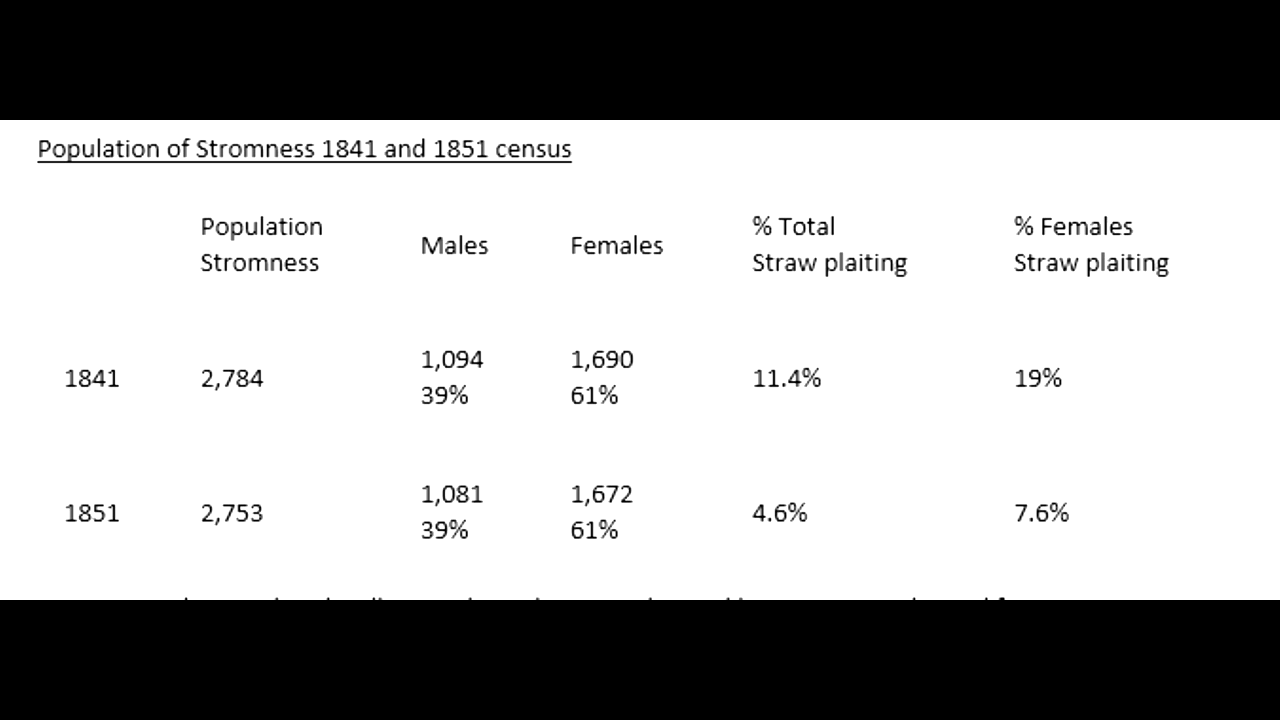 Population of Stromness 1841 and 1851 census
Population Stromness Males Females % Total Straw plaiting % Females Straw plaiting
1841 2,784 1,094 39% 1,690 61% 11.4% 19%
1851 2,753 1,081 39% 1,672 61% 4.6% 7.6%